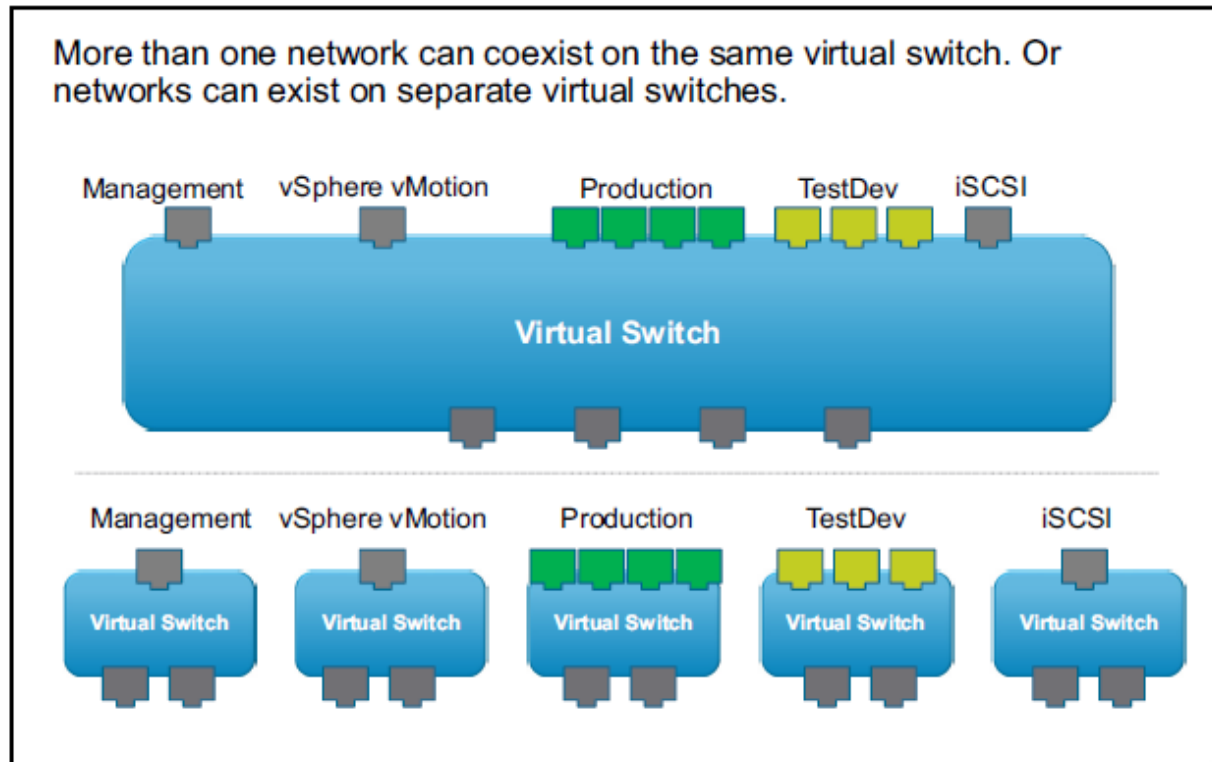 More than one network can coexist on the same virtual switch. Or
networks can exist on separate virtual switches.
Management vSphere vMotion Production TestDev iSCSI
Virtual Switch
Management vSphere vMotion Production TestDev iSCSI
Virtual Switch Virtual Switch Virtual Switch Virtual Switch Virtual Switch